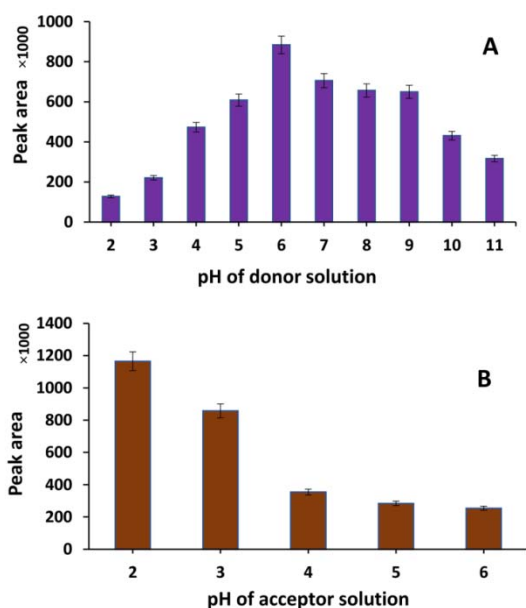 A
Peak area ×1000
1000
800
600
400
200
0
2 3 4 5 6 7 8 9 10 11
pH of donor solution
B
Peak area ×1000
1400
1200
1000
800
600
400
200
0
2 3 4 5 6
pH of acceptor solution